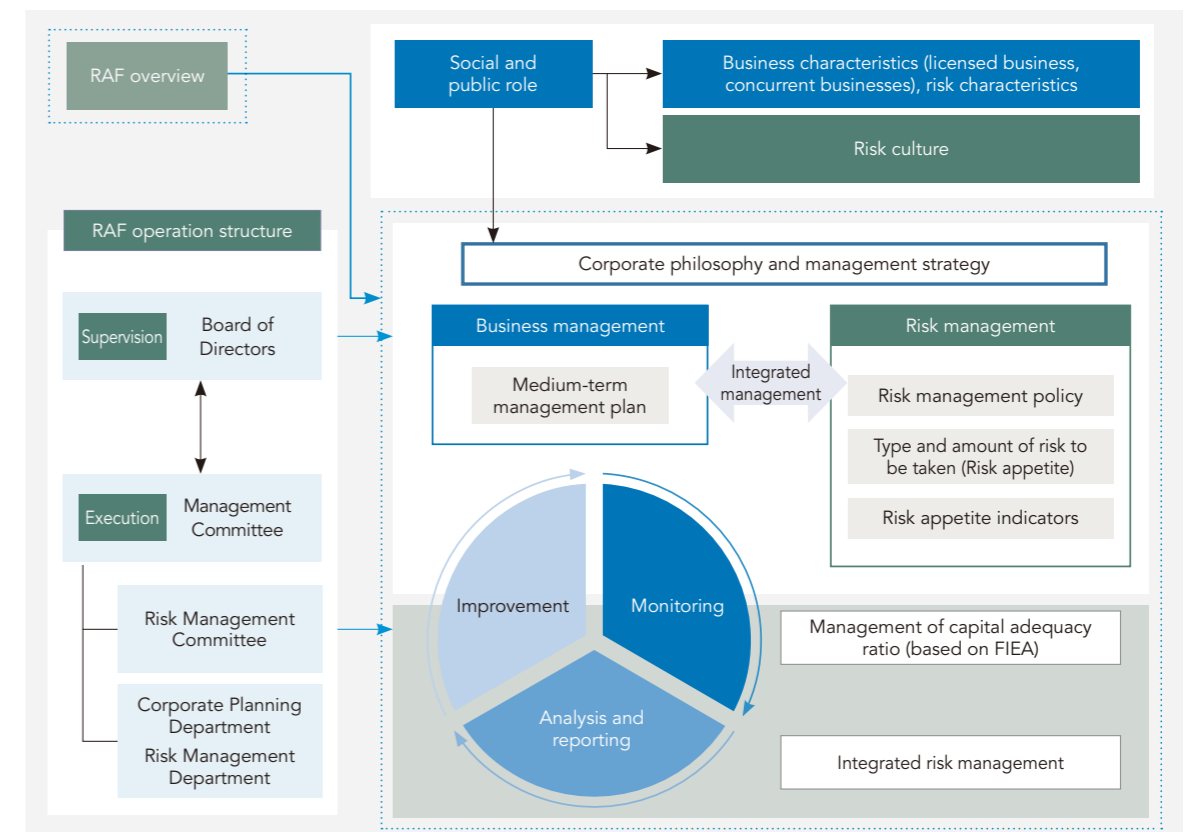 RAF overview
Social and
public role
Business characteristics (licensed business,
concurrent businesses), risk characteristics
Risk culture
RAF operation structure
Supervision
Board of
Directors
Execution
Management
Committee
Risk Management
Committee
Corporate Planning
Department
Risk Management
Department
Corporate philosophy and management strategy
Business management
Medium-term
management plan
Integrated
management
Risk management
Risk management policy
Type and amount of risk to
be taken (Risk appetite)
Risk appetite indicators
Improvement
Monitoring
Analysis and
reporting
Management of capital adequacy
ratio (based on FIEA)
Integrated risk management